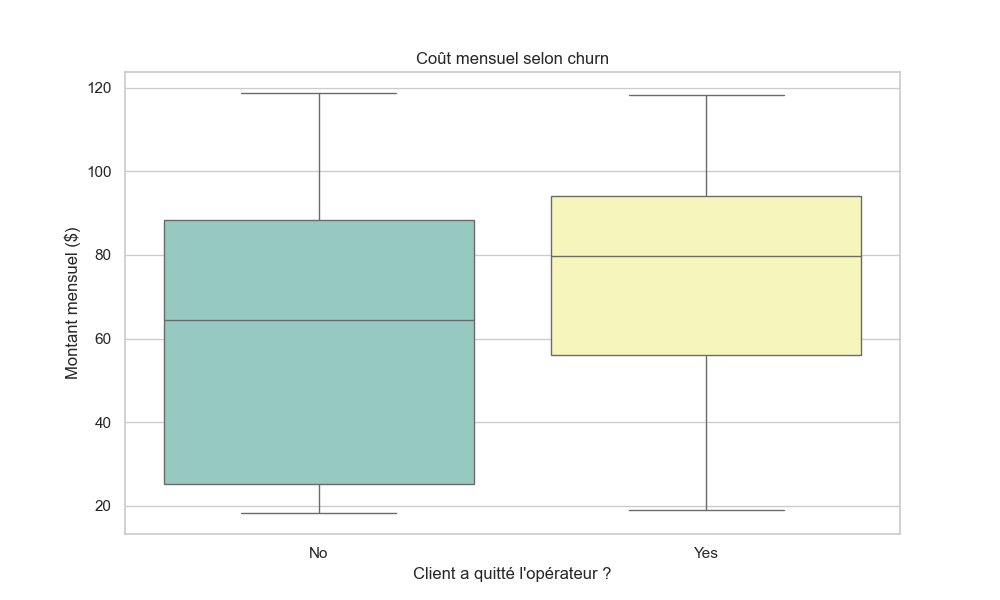 Coût mensuel selon churn
Montant mensuel ($)
120
100
80
60
40
20
No
Yes
Client a quitté l'opérateur ?